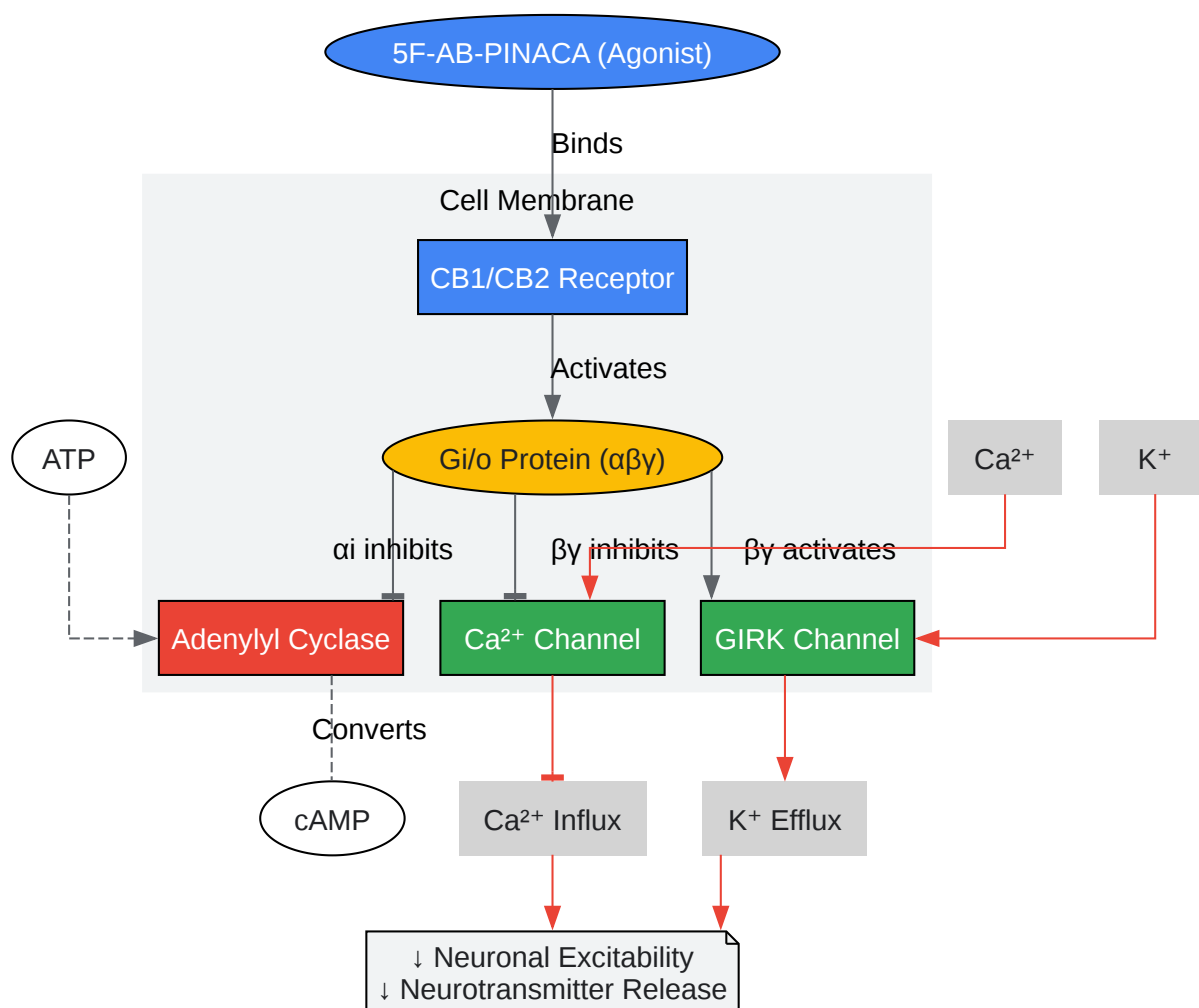 5F-AB-PINACA (Agonist)
Binds
Cell Membrane
CB1/CB2 Receptor
Activates
ATP
Gi/o Protein (αβγ)
Ca²⁺
K⁺
αi inhibits
βγ inhibits
βγ activates
Adenylyl Cyclase
Ca²⁺ Channel
GIRK Channel
Converts
cAMP
Ca²⁺ Influx
K⁺ Efflux
↓ Neuronal Excitability
↓ Neurotransmitter Release